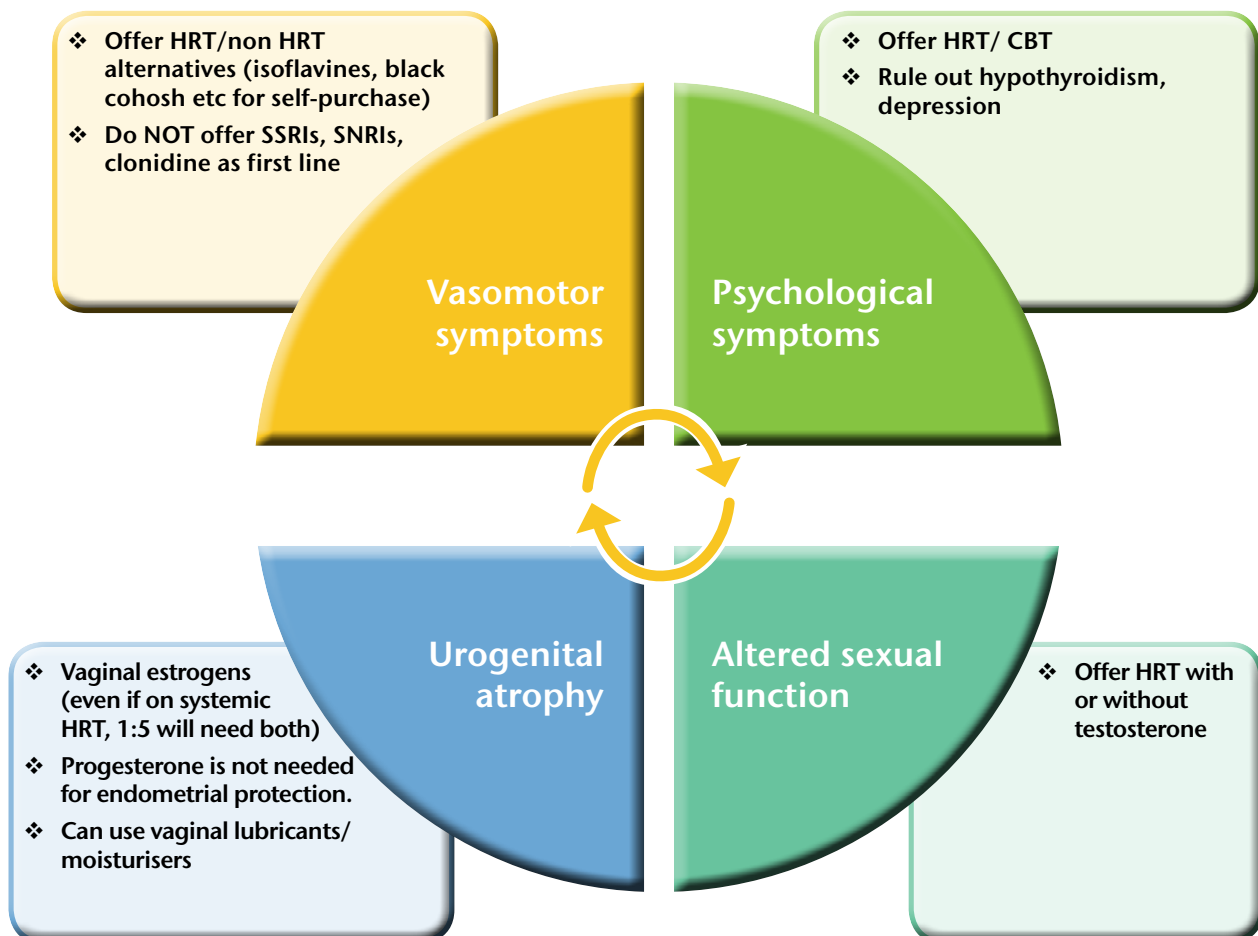 ❖ Offer HRT/non HRT
alternatives (isoflavines, black
cohosh etc for self-purchase)
❖ Do NOT offer SSRIs, SNRIs,
clonidine as first line
❖ Offer HRT/ CBT
❖ Rule out hypothyroidism,
depression
Vasomotor
symptoms
Psychological
symptoms
Urogenital
atrophy
Altered sexual
function
❖ Vaginal estrogens
(even if on systemic
HRT, 1:5 will need both)
❖ Progesterone is not needed
for endometrial protection.
❖ Can use vaginal lubricants/
moisturisers
❖ Offer HRT with
or without
testosterone